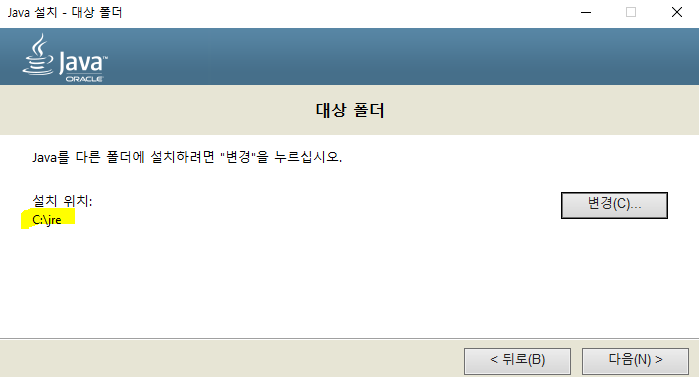 Java 설치 - 대상 폴더
Java™
ORACLE
대상 폴더
Java를 다른 폴더에 설치하려면 "변경"을 누르십시오.
설치 위치:
변경(C)...
C:\jre
< 뒤로(B)
다음(N) >